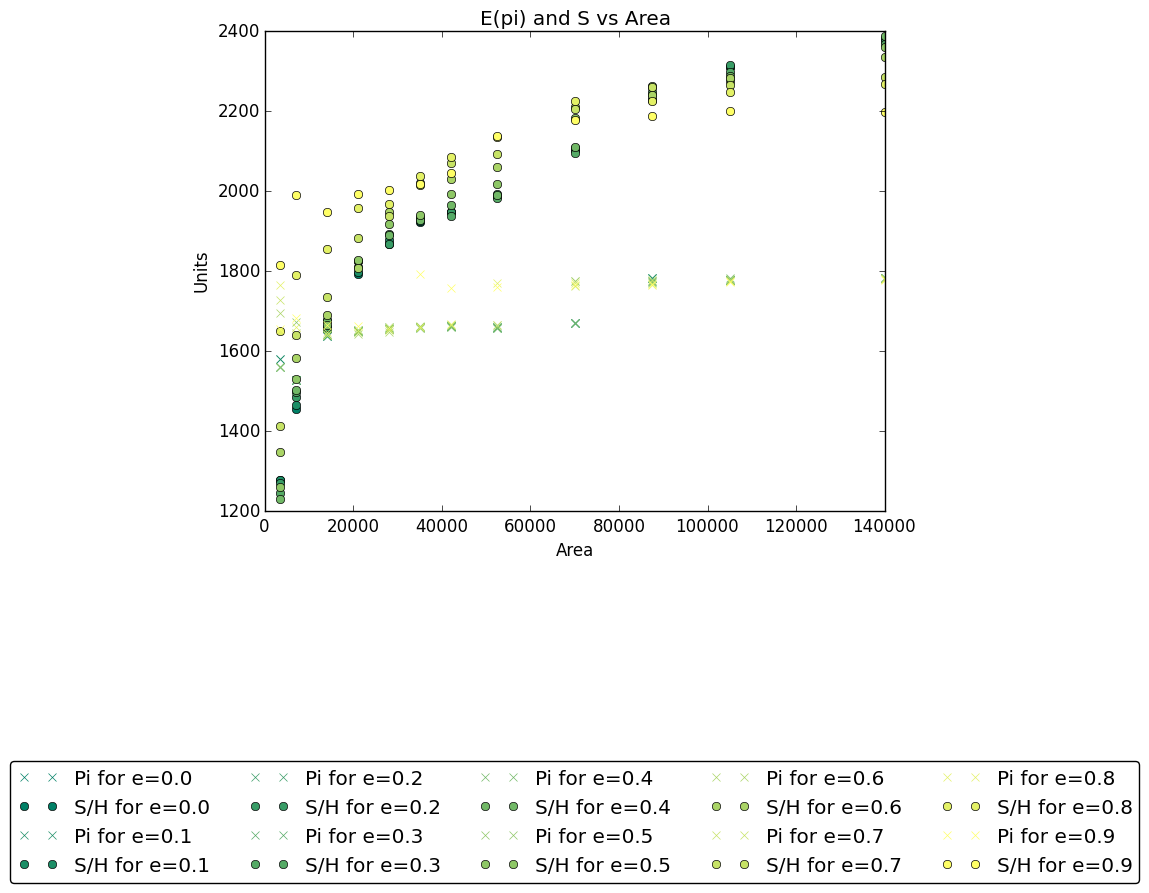 E(pi) and S vs Area
2400
2200
2000
1800
1600
1400
1200
Units
0 20000 40000 60000 80000 100000 120000 140000
Area
Pi for e=0.0 Pi for e=0.2 Pi for e=0.4 Pi for e=0.6 Pi for e=0.8
S/H for e=0.0 S/H for e=0.2 S/H for e=0.4 S/H for e=0.6 S/H for e=0.8
Pi for e=0.1 Pi for e=0.3 Pi for e=0.5 Pi for e=0.7 Pi for e=0.9
S/H for e=0.1 S/H for e=0.3 S/H for e=0.5 S/H for e=0.7 S/H for e=0.9